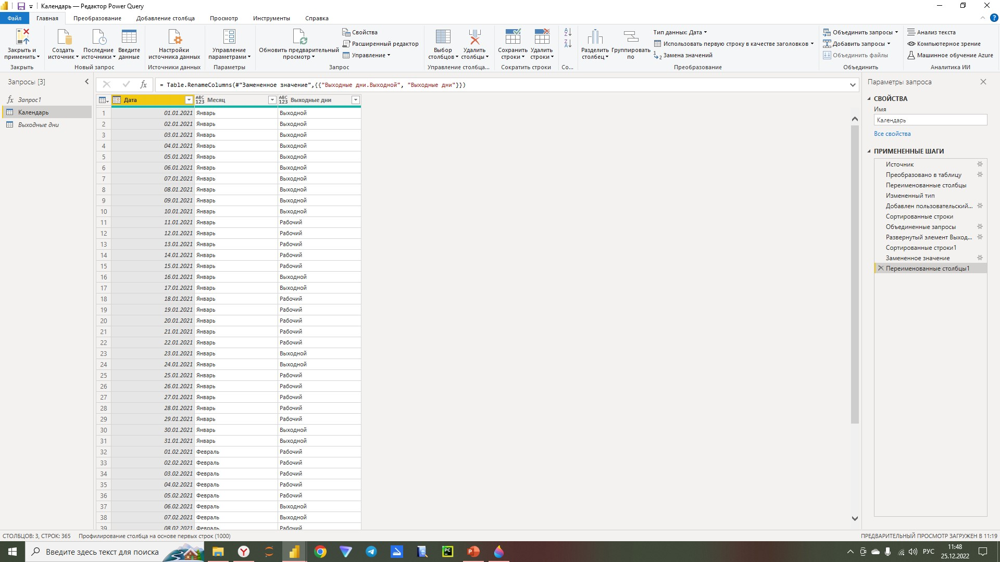 Календарь — Редактор Power Query
Файл Главная Преобразование Добавление столбца Просмотр Инструменты Справка
Закрыть и применить
Закрыть
Создать источник
Последние источники
Введите данные
Новый запрос
Настройки источника данных
Источники данных
Управление параметрами
Параметры
Обновить предварительный просмотр
Свойства
Расширенный редактор
Управление
Запрос
Выбор столбцов
Удалить столбцы
Управление столбца...
Сохранить строки
Удалить строки
Сократить строки
Со...
Разделить столбец
Группировать по
Тип данных: Дата
Использовать первую строку в качестве заголовков
Замена значений
Преобразование
Объединить запросы
Добавить запросы
Объединить файлы
Объединить
Анализ текста
Компьютерное зрение
Машинное обучение Azure
Аналитика ИИ
Запросы [3]
Запрос1
Календарь
Выходные дни
= Table.RenameColumns(#"Замененное значение",{{"Выходные дни.Выходной", "Выходные дни"}})
Дата ABC 123 Месяц ABC 123 Выходные дни
1 01.01.2021 Январь Выходной
2 02.01.2021 Январь Выходной
3 03.01.2021 Январь Выходной
4 04.01.2021 Январь Выходной
5 05.01.2021 Январь Выходной
6 06.01.2021 Январь Выходной
7 07.01.2021 Январь Выходной
8 08.01.2021 Январь Выходной
9 09.01.2021 Январь Выходной
10 10.01.2021 Январь Выходной
11 11.01.2021 Январь Рабочий
12 12.01.2021 Январь Рабочий
13 13.01.2021 Январь Рабочий
14 14.01.2021 Январь Рабочий
15 15.01.2021 Январь Рабочий
16 16.01.2021 Январь Выходной
17 17.01.2021 Январь Выходной
18 18.01.2021 Январь Рабочий
19 19.01.2021 Январь Рабочий
20 20.01.2021 Январь Рабочий
21 21.01.2021 Январь Рабочий
22 22.01.2021 Январь Рабочий
23 23.01.2021 Январь Выходной
24 24.01.2021 Январь Выходной
25 25.01.2021 Январь Рабочий
26 26.01.2021 Январь Рабочий
27 27.01.2021 Январь Рабочий
28 28.01.2021 Январь Рабочий
29 29.01.2021 Январь Рабочий
30 30.01.2021 Январь Выходной
31 31.01.2021 Январь Выходной
32 01.02.2021 Февраль Рабочий
33 02.02.2021 Февраль Рабочий
34 03.02.2021 Февраль Рабочий
35 04.02.2021 Февраль Рабочий
36 05.02.2021 Февраль Рабочий
37 06.02.2021 Февраль Выходной
38 07.02.2021 Февраль Выходной
39 08.02.2021 Февраль Рабочий
Параметры запроса
СВОЙСТВА
Имя
Календарь
Все свойства
ПРИМЕНЕННЫЕ ШАГИ
Источник
Преобразовано в таблицу
Переименованные столбцы
Измененный тип
Добавлен пользовательский...
Сортированные строки
Объединенные запросы
Развернутый элемент Выход...
Сортированные строки1
Замененное значение
Переименованные столбцы1
СТОЛБЦОВ: 3, СТРОК: 365 Профилирование столбца на основе первых строк (1000)
ПРЕДВАРИТЕЛЬНЫЙ ПРОСМОТР ЗАГРУЖЕН В 11:19
Введите здесь текст для поиска
РУС
11:48
25.12.2022